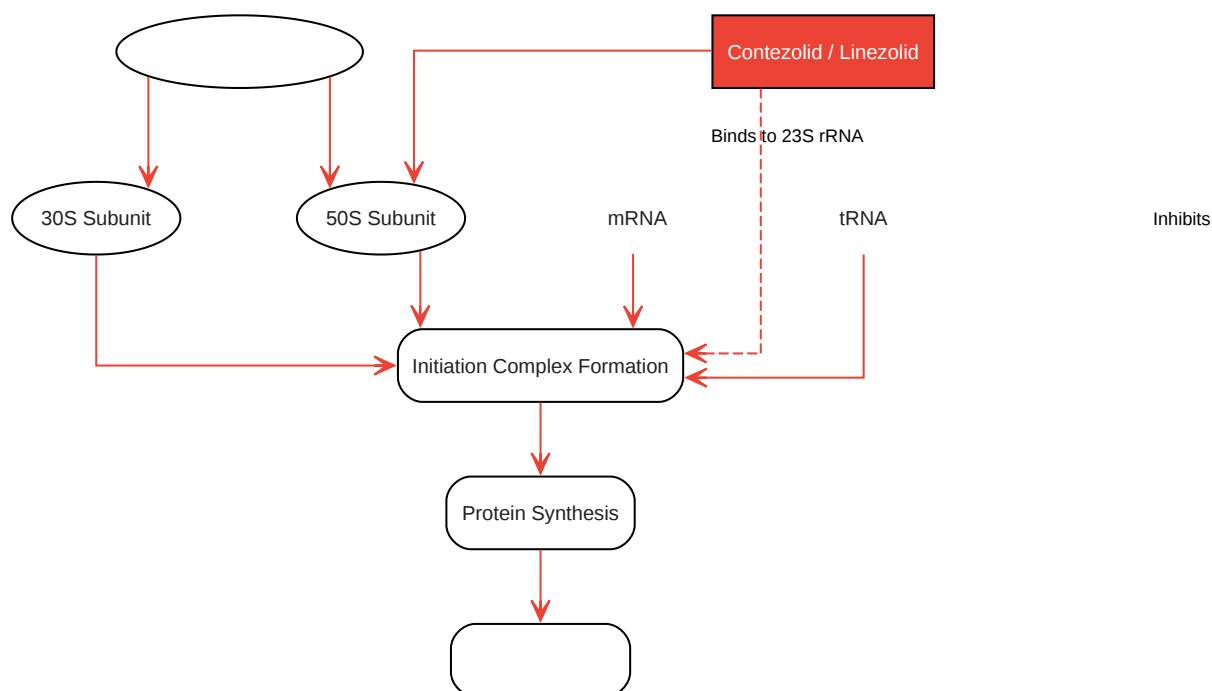 Contezolid / Linezolid
Binds to 23S rRNA
30S Subunit
50S Subunit
mRNA
tRNA
Inhibits
Initiation Complex Formation
Protein Synthesis